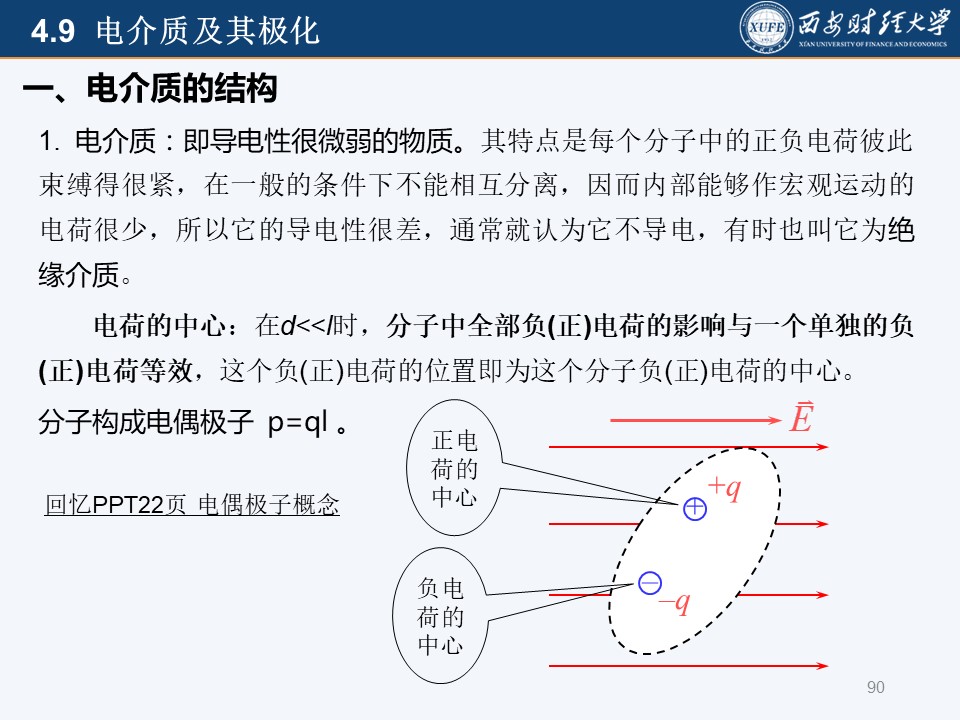 4.9 电介质及其极化
XUFE
西安财经大学
XI'AN UNIVERSITY OF FINANCE AND ECONOMICS
一、电介质的结构
1. 电介质：即导电性很微弱的物质。其特点是每个分子中的正负电荷彼此
束缚得很紧，在一般的条件下不能相互分离，因而内部能够作宏观运动的
电荷很少，所以它的导电性很差，通常就认为它不导电，有时也叫它为绝
缘介质。
电荷的中心：在d<<l时，分子中全部负(正)电荷的影响与一个单独的负
(正)电荷等效，这个负(正)电荷的位置即为这个分子负(正)电荷的中心。
分子构成电偶极子 p=ql 。
回忆PPT22页 电偶极子概念
正电
荷的
中心
E⃗
+q
+
负电
荷的
中心
−
−q
90